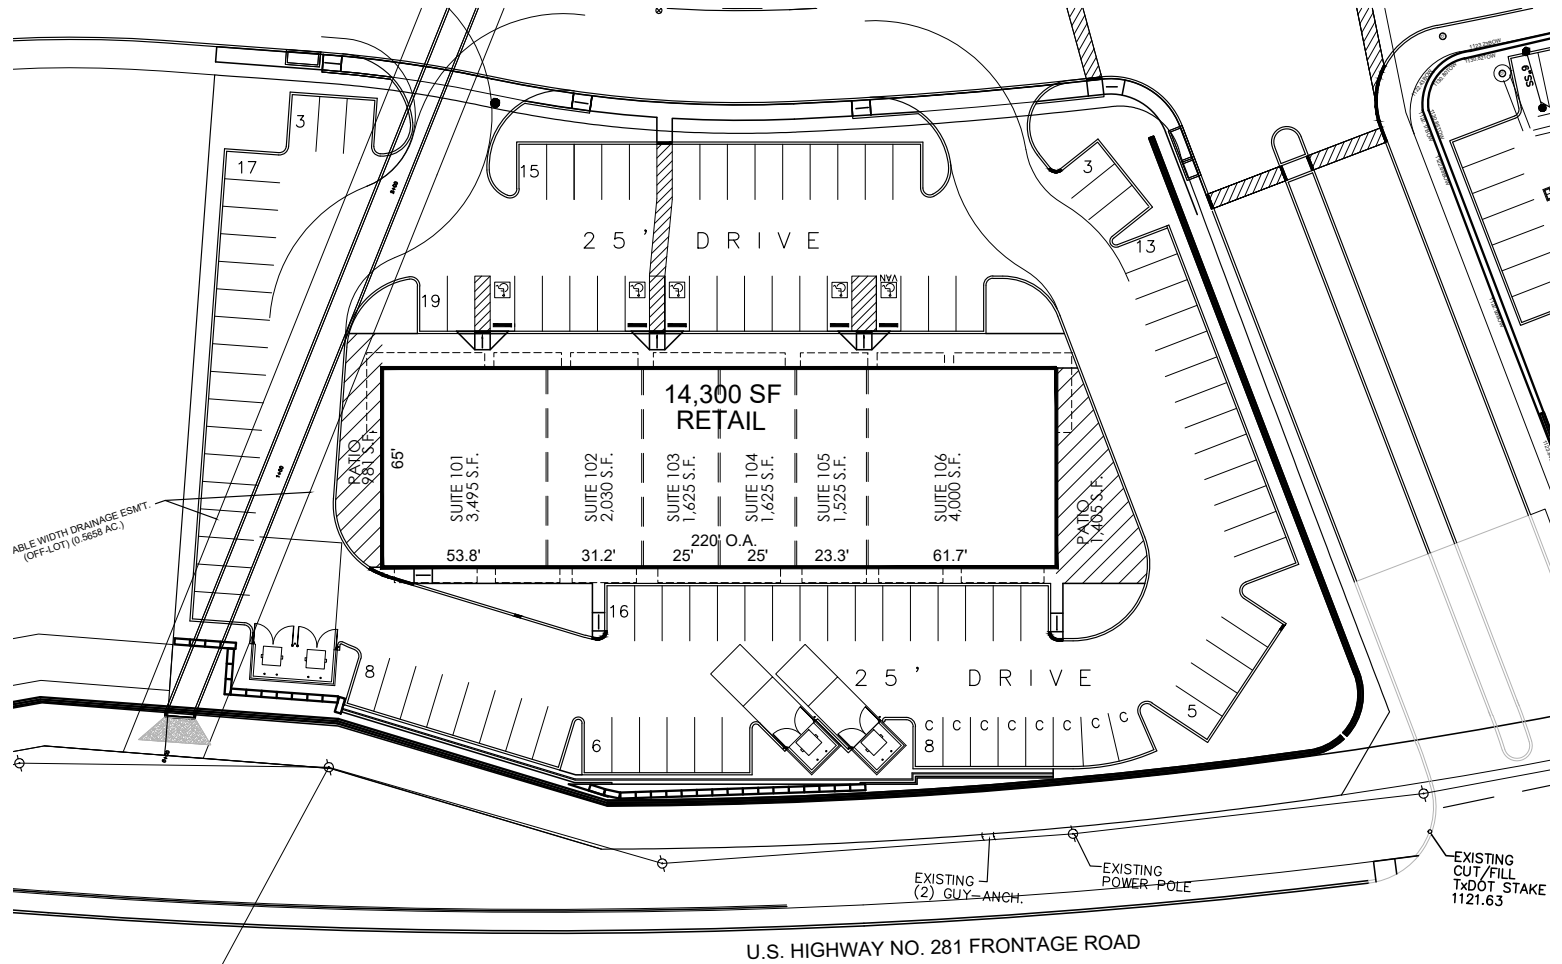 3
17
15
3
13
6"SS
25' DRIVE
VAN
19
14,300 SF
RETAIL
PATIO
981 S.F.
65'
SUITE 101
3,495 S.F.
SUITE 102
2,030 S.F.
SUITE 103
1,625 S.F.
SUITE 104
1,625 S.F.
SUITE 105
1,525 S.F.
SUITE 106
4,000 S.F.
PATIO
1,405 S.F.
220' O.A.
53.8'
31.2'
25'
25'
23.3'
61.7'
ABLE WIDTH DRAINAGE ESM'T.
(OFF-LOT) (0.5658 AC.)
16
8
25' DRIVE
5
6
8
C C C C C C C C
EXISTING
(2) GUY-ANCH.
EXISTING
POWER POLE
EXISTING
CUT/FILL
TxDOT STAKE
1121.63
U.S. HIGHWAY NO. 281 FRONTAGE ROAD